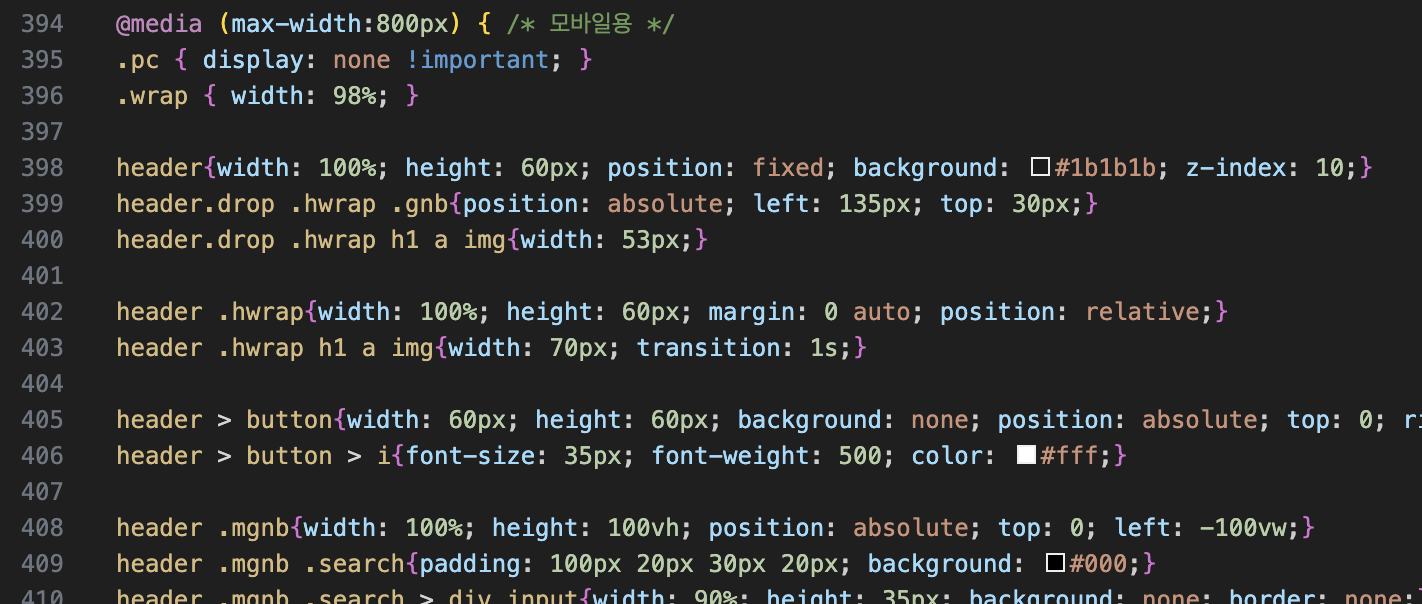 394 @media (max-width:800px) { /* 모바일용 */
395 .pc { display: none !important; }
396 .wrap { width: 98%; }
397
398 header{width: 100%; height: 60px; position: fixed; background: #1b1b1b; z-index: 10;}
399 header.drop .hwrap .gnb{position: absolute; left: 135px; top: 30px;}
400 header.drop .hwrap h1 a img{width: 53px;}
401
402 header .hwrap{width: 100%; height: 60px; margin: 0 auto; position: relative;}
403 header .hwrap h1 a img{width: 70px; transition: 1s;}
404
405 header > button{width: 60px; height: 60px; background: none; position: absolute; top: 0; ri
406 header > button > i{font-size: 35px; font-weight: 500; color: #fff;}
407
408 header .mgnb{width: 100%; height: 100vh; position: absolute; top: 0; left: -100vw;}
409 header .mgnb .search{padding: 100px 20px 30px 20px; background: #000;}
410 header .mgnb .search > div input{width: 90%; height: 35px; background: none; border: none;